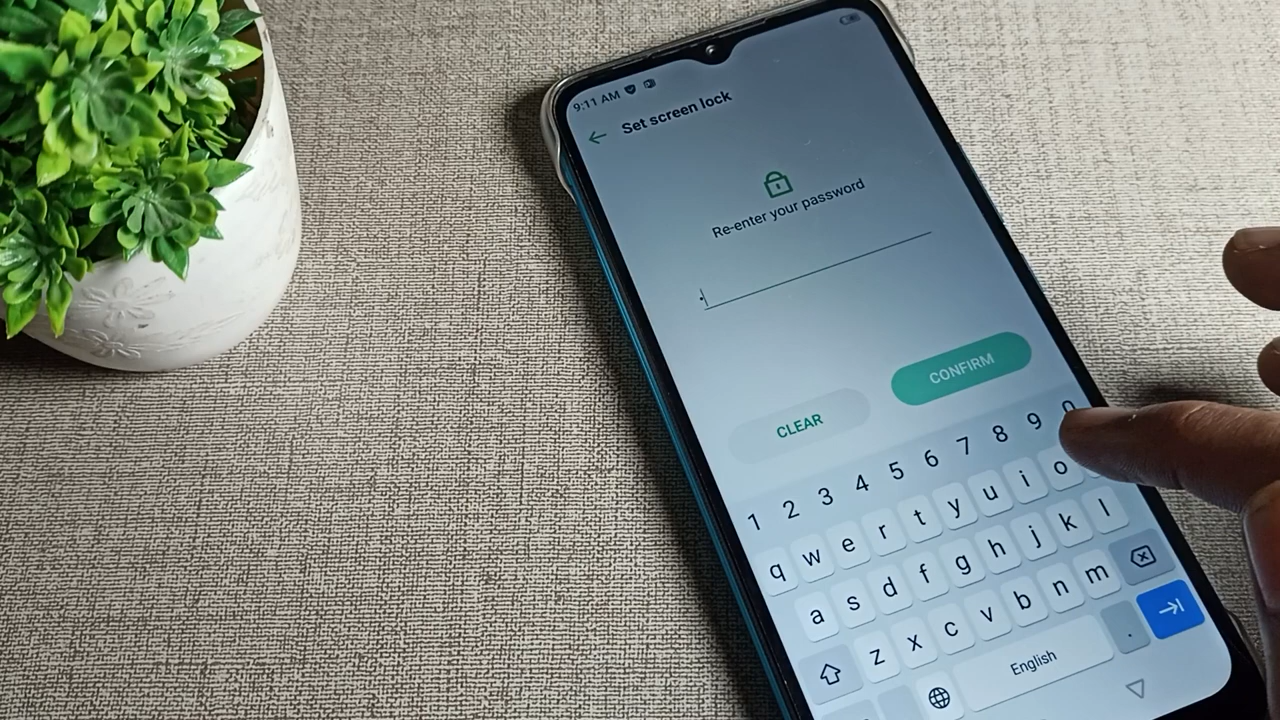 9:11 AM
Set screen lock
Re-enter your password
CLEAR
CONFIRM
1 2 3 4 5 6 7 8 9 0
q w e r t y u i o
a s d f g h j k l
z x c v b n m
English .